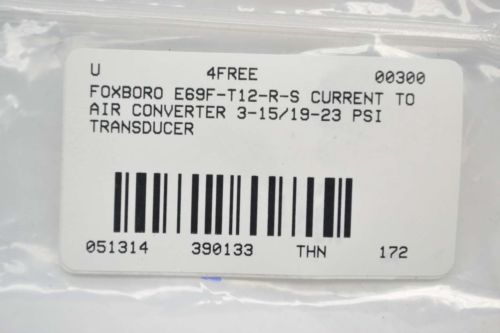 U 4FREE 00300
FOXBORO E69F-T12-R-S CURRENT TO
AIR CONVERTER 3-15/19-23 PSI
TRANSDUCER
051314 390133 THN 172